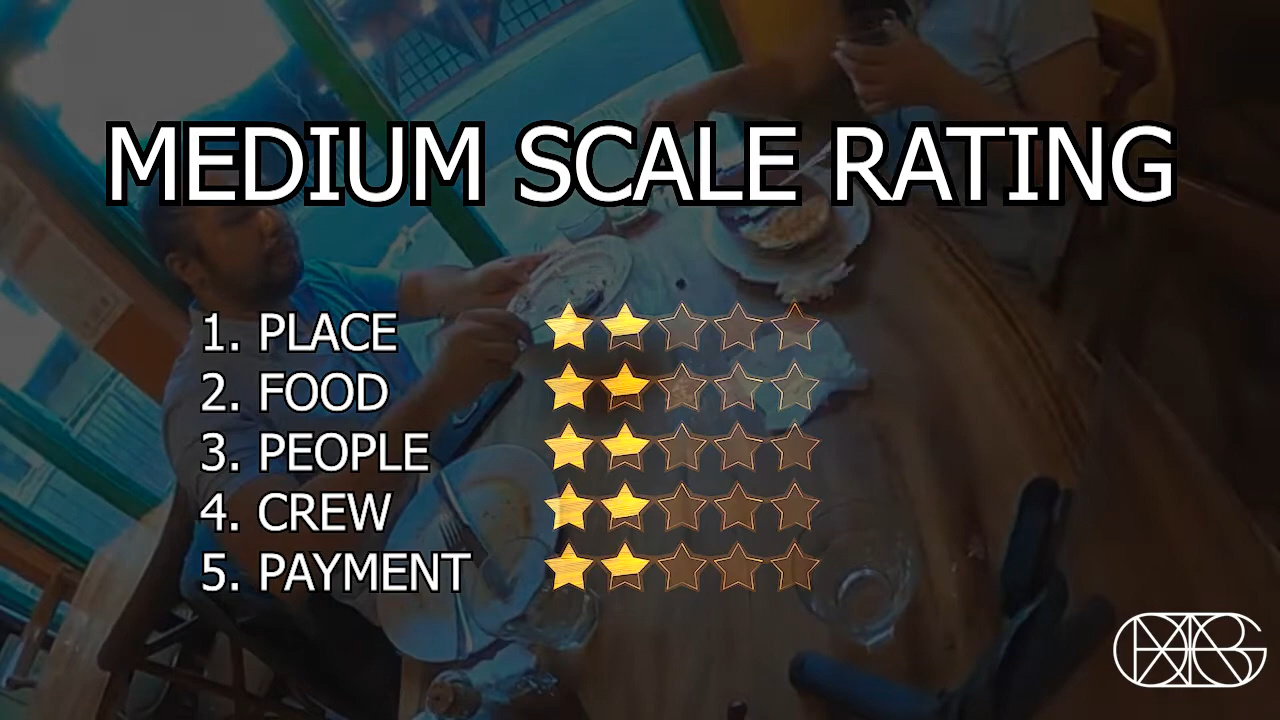 MEDIUM SCALE RATING
1. PLACE
2. FOOD
3. PEOPLE
4. CREW
5. PAYMENT